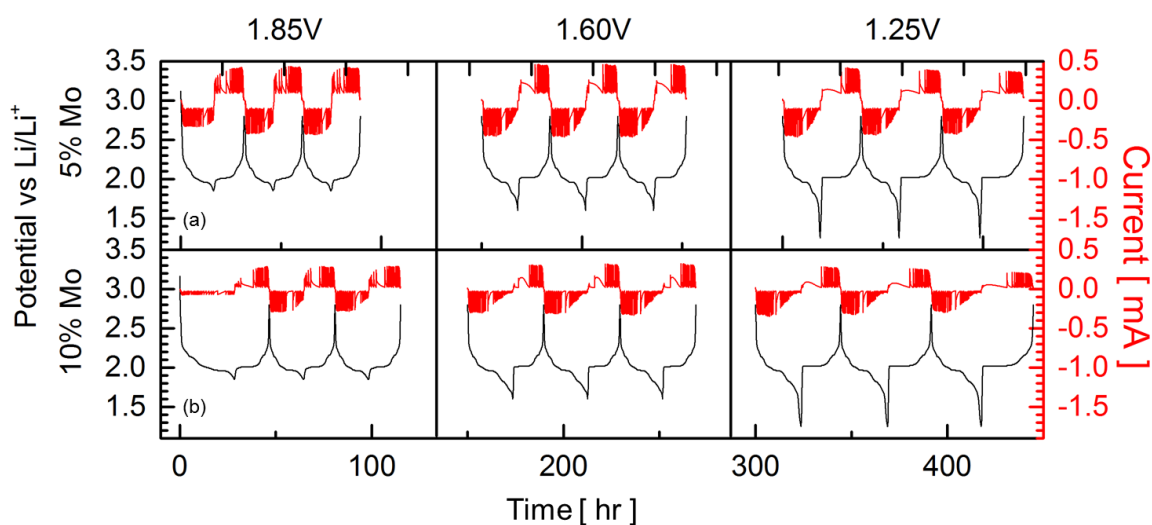 1.85V 1.60V 1.25V
Potential vs Li/Li⁺
5% Mo
10% Mo
3.5
3.0
2.5
2.0
1.5
3.5
3.0
2.5
2.0
1.5
(a)
(b)
0.5
0.0
-0.5
-1.0
-1.5
0.5
0.0
-0.5
-1.0
-1.5
Current [ mA ]
0 100 200 300 400
Time [ hr ]